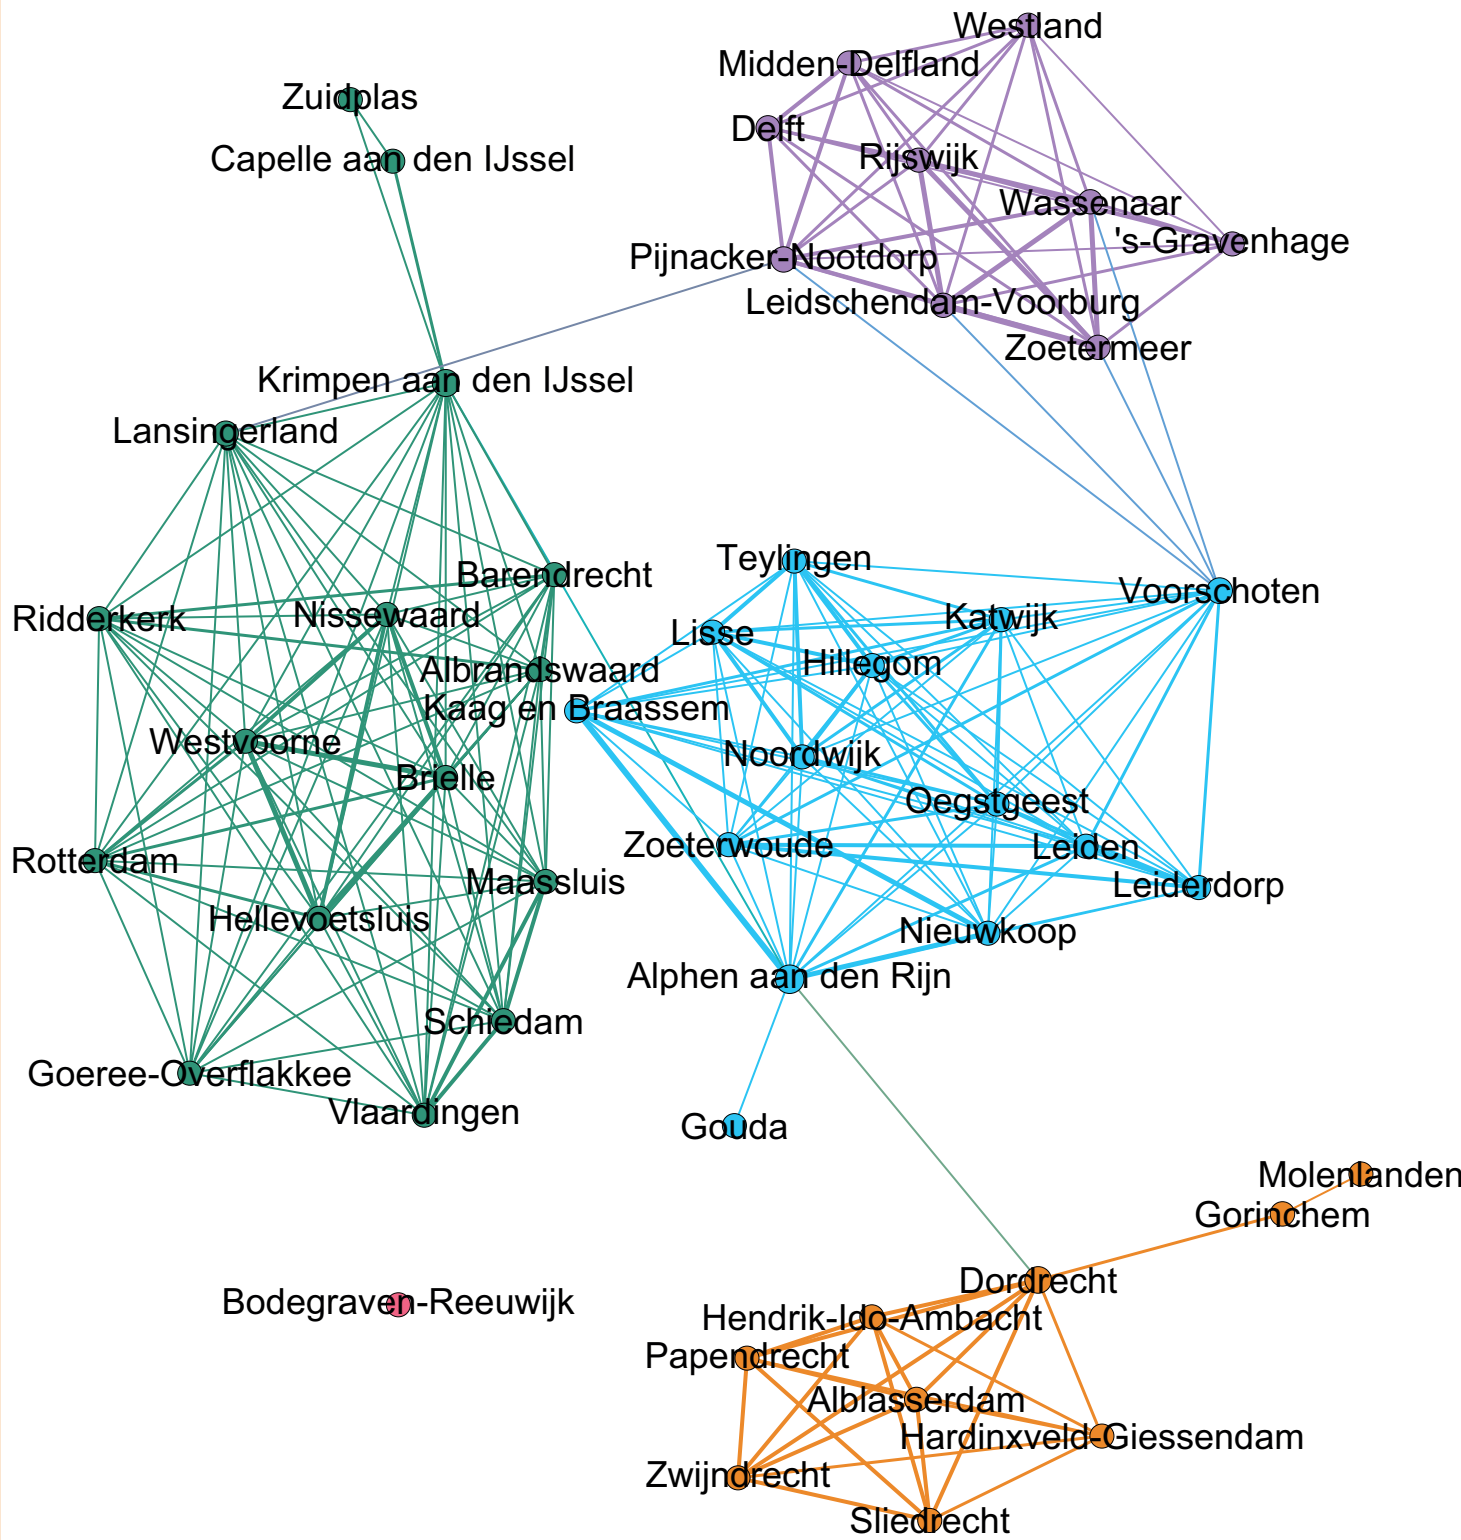 Westland
Midden-Delfland
Zuidplas
Delft
Capelle aan den IJssel
Rijswijk
Wassenaar
's-Gravenhage
Pijnacker-Nootdorp
Leidschendam-Voorburg
Zoetermeer
Krimpen aan den IJssel
Lansingerland
Teylingen
Barendrecht
Voorschoten
Ridderkerk
Nissewaard
Katwijk
Lisse
Hillegom
Albrandswaard
Kaag en Braassem
Westvoorne
Noordwijk
Brielle
Oegstgeest
Zoeterwoude
Leiden
Rotterdam
Maassluis
Leiderdorp
Hellevoetsluis
Nieuwkoop
Alphen aan den Rijn
Schiedam
Goeree-Overflakkee
Vlaardingen
Gouda
Molenlanden
Gorinchem
Dordrecht
Bodegraven-Reeuwijk
Hendrik-Ido-Ambacht
Papendrecht
Alblasserdam
Hardinxveld-Giessendam
Zwijndrecht
Sliedrecht